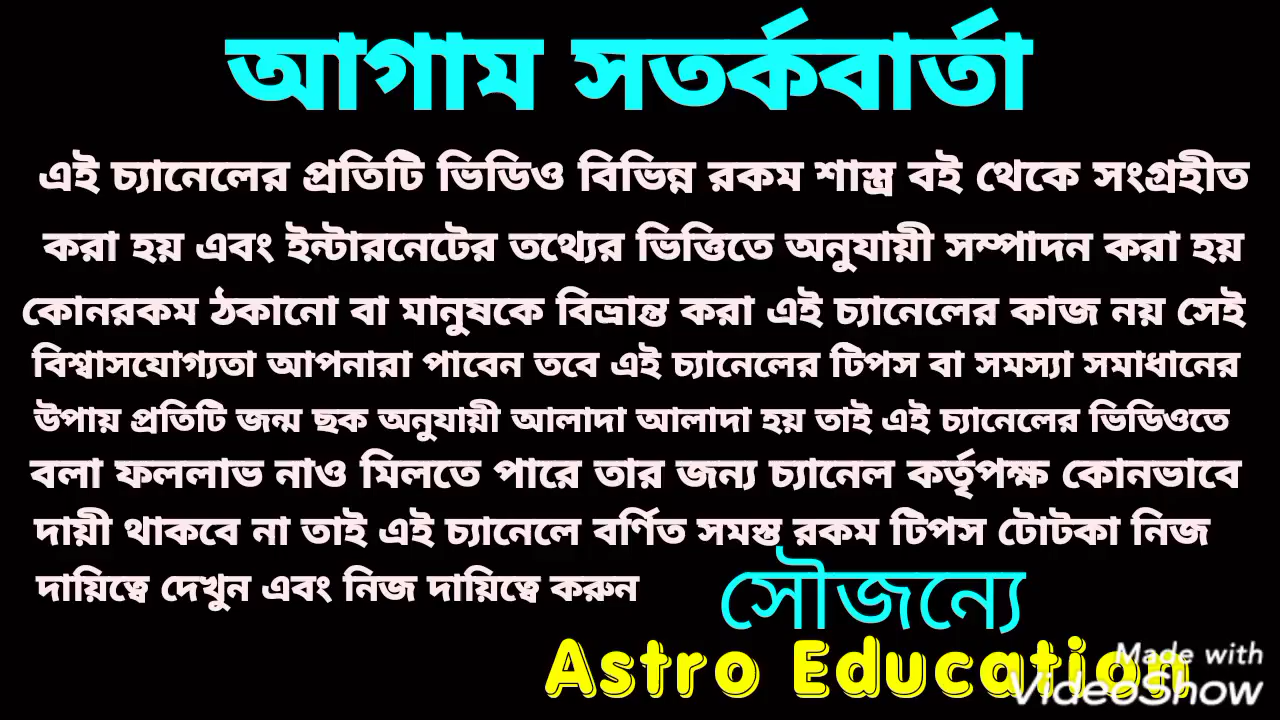 আগাম সতর্কবার্তা
এই চ্যানেলের প্রতিটি ভিডিও বিভিন্ন রকম শাস্ত্র বই থেকে সংগ্রহীত
করা হয় এবং ইন্টারনেটের তথ্যের ভিত্তিতে অনুযায়ী সম্পাদন করা হয়
কোনরকম ঠকানো বা মানুষকে বিভ্রান্ত করা এই চ্যানেলের কাজ নয় সেই
বিশ্বাসযোগ্যতা আপনারা পাবেন তবে এই চ্যানেলের টিপস বা সমস্যা সমাধানের
উপায় প্রতিটি জন্ম ছক অনুযায়ী আলাদা আলাদা হয় তাই এই চ্যানেলের ভিডিওতে
বলা ফললাভ নাও মিলতে পারে তার জন্য চ্যানেল কর্তৃপক্ষ কোনভাবে
দায়ী থাকবে না তাই এই চ্যানেলে বর্ণিত সমস্ত রকম টিপস টোটকা নিজ
দায়িত্বে দেখুন এবং নিজ দায়িত্বে করুন
সৌজন্যে
Astro Education
Made with
VideoShow